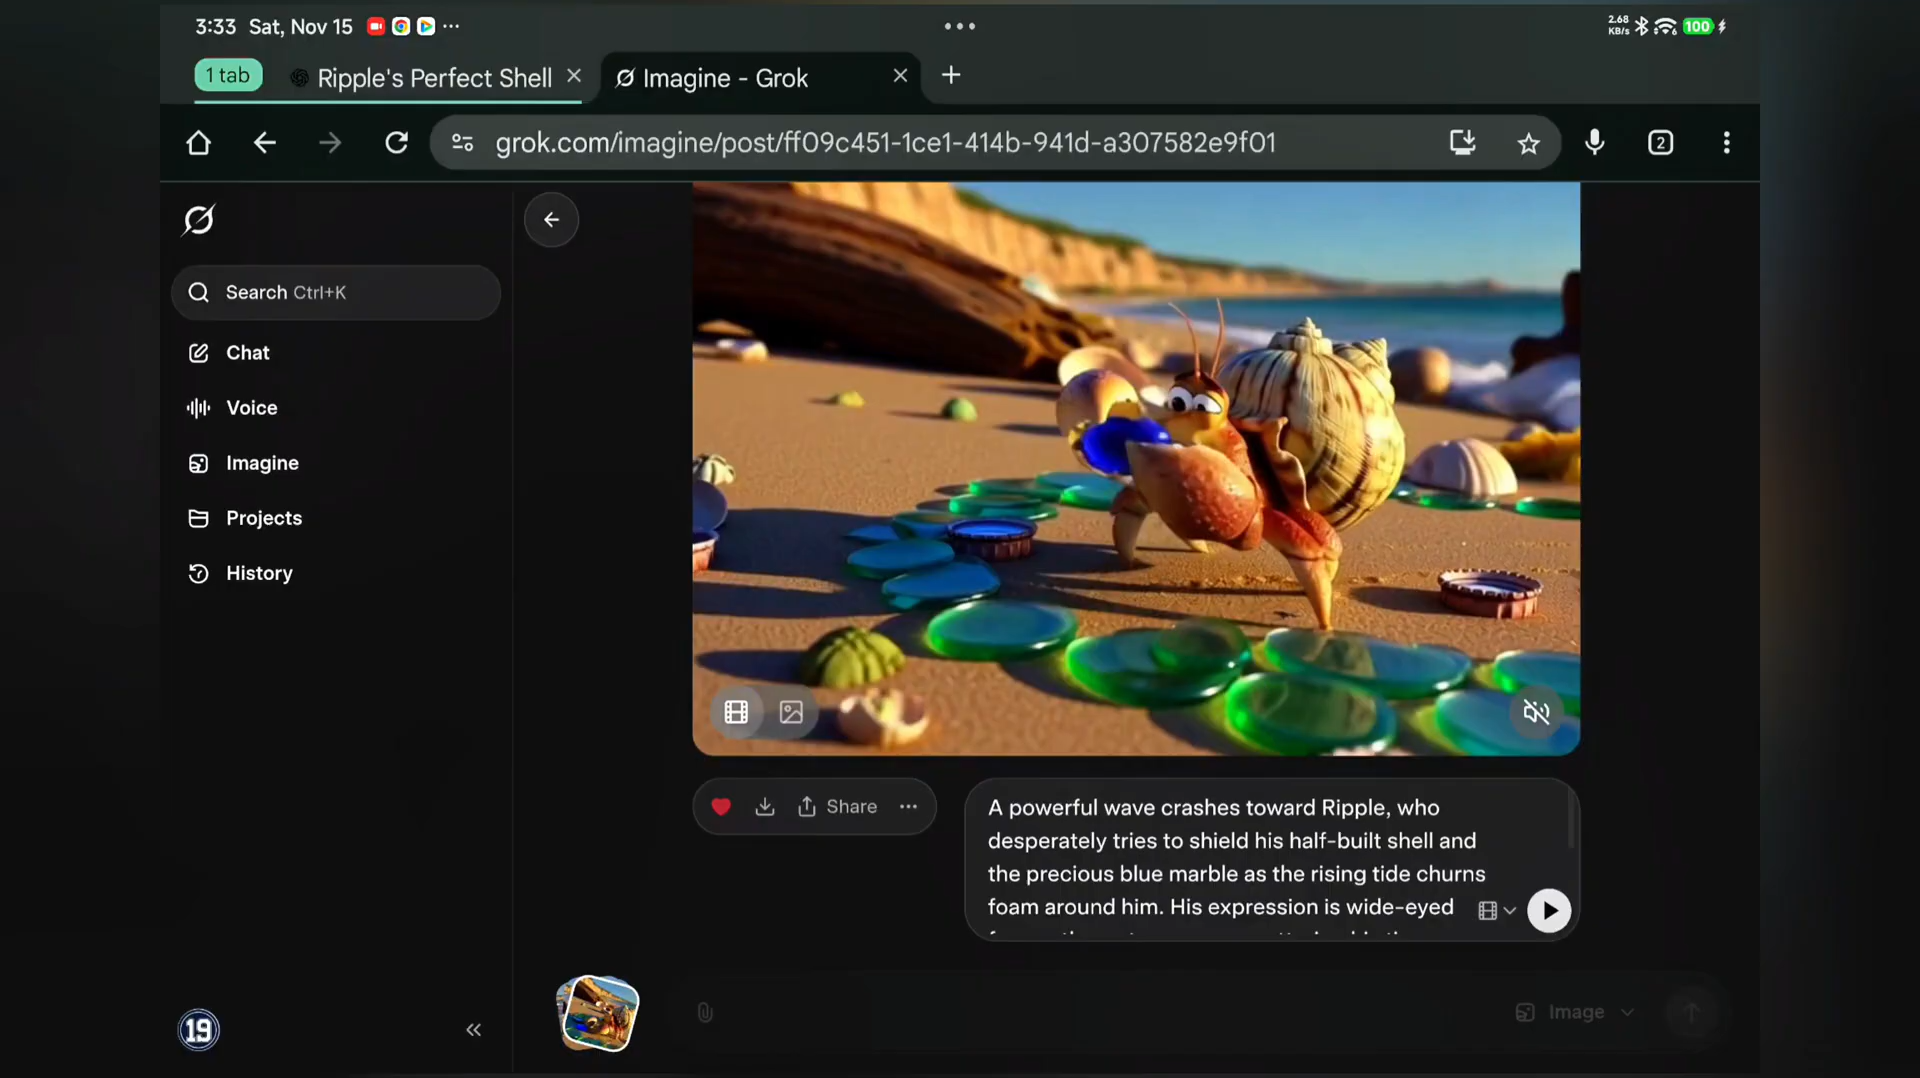 3:33 Sat, Nov 15
2.68 KB/s 100
1 tab
Ripple's Perfect Shell
Imagine - Grok
grok.com/imagine/post/ff09c451-1ce1-414b-941d-a307582e9f01
2
Search Ctrl+K
Chat
Voice
Imagine
Projects
History
Share
A powerful wave crashes toward Ripple, who
desperately tries to shield his half-built shell and
the precious blue marble as the rising tide churns
foam around him. His expression is wide-eyed
19
Image